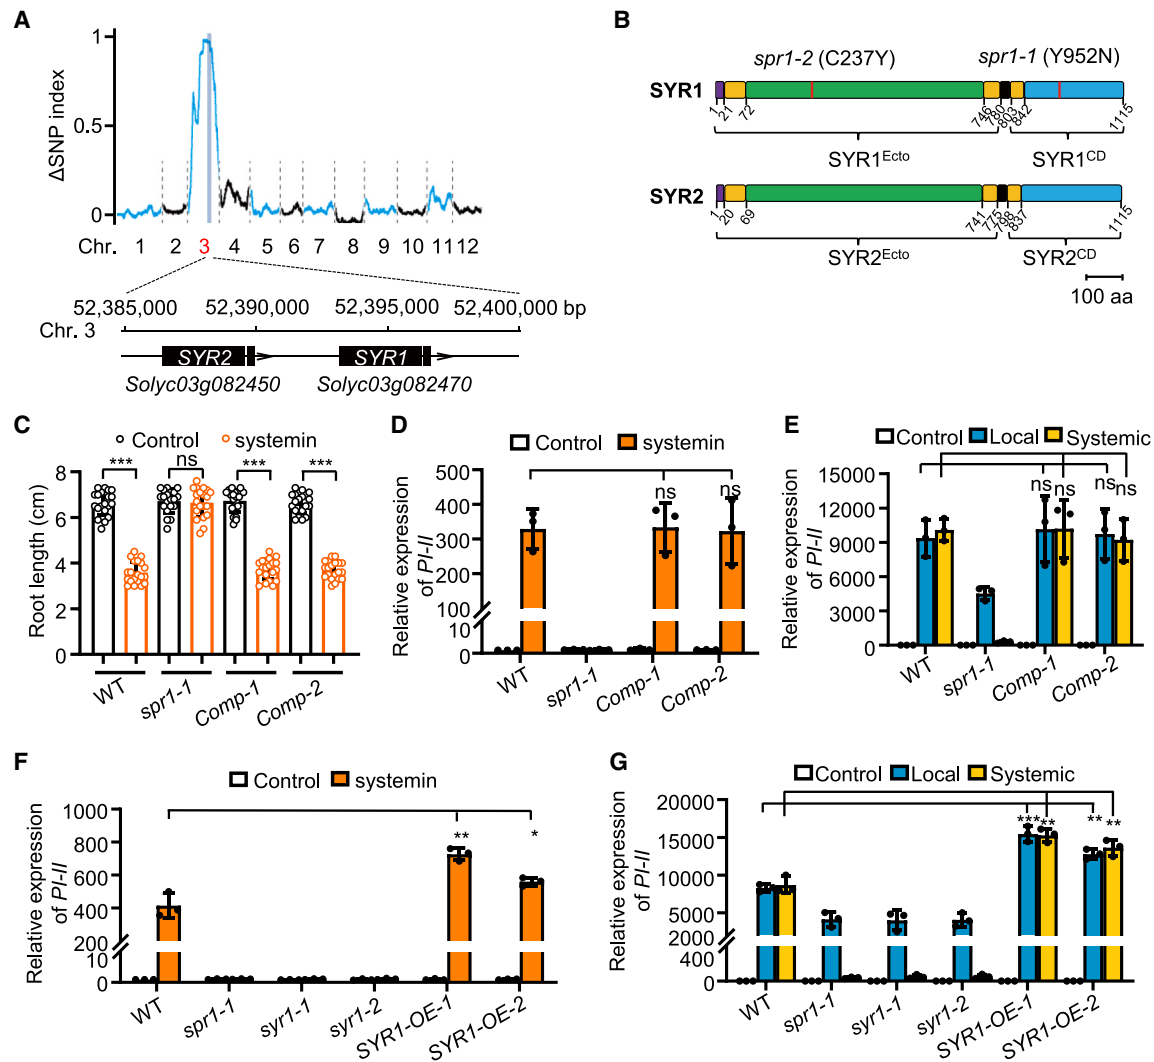 A
ΔSNP index
1
0.5
0
Chr. 1 2 3 4 5 6 7 8 9 10 11 12
52,385,000 52,390,000 52,395,000 52,400,000 bp
Chr. 3
SYR2 SYR1
Solyc03g082450 Solyc03g082470
B
spr1-2 (C237Y) spr1-1 (Y952N)
SYR1
1 21 72 746 780 803 842 1115
SYR1Ecto SYR1CD
SYR2
1 20 69 741 775 798 837 1115
SYR2Ecto SYR2CD
100 aa
C
Control systemin
*** ns *** ***
Root length (cm)
8
6
4
2
0
WT spr1-1 Comp-1 Comp-2
D
Control systemin
Relative expression
of PI-II
500
400
300
200
100
10
0
ns ns
WT spr1-1 Comp-1 Comp-2
E
Control Local Systemic
Relative expression
of PI-II
15000
12000
9000
6000
3000
0
ns ns ns ns
WT spr1-1 Comp-1 Comp-2
F
Control systemin
Relative expression
of PI-II
1000
800
600
400
200
10
0
** *
WT spr1-1 syr1-1 syr1-2 SYR1-OE-1 SYR1-OE-2
G
Control Local Systemic
Relative expression
of PI-II
20000
15000
10000
5000
2000
400
0
*** ** ** **
WT spr1-1 syr1-1 syr1-2 SYR1-OE-1 SYR1-OE-2